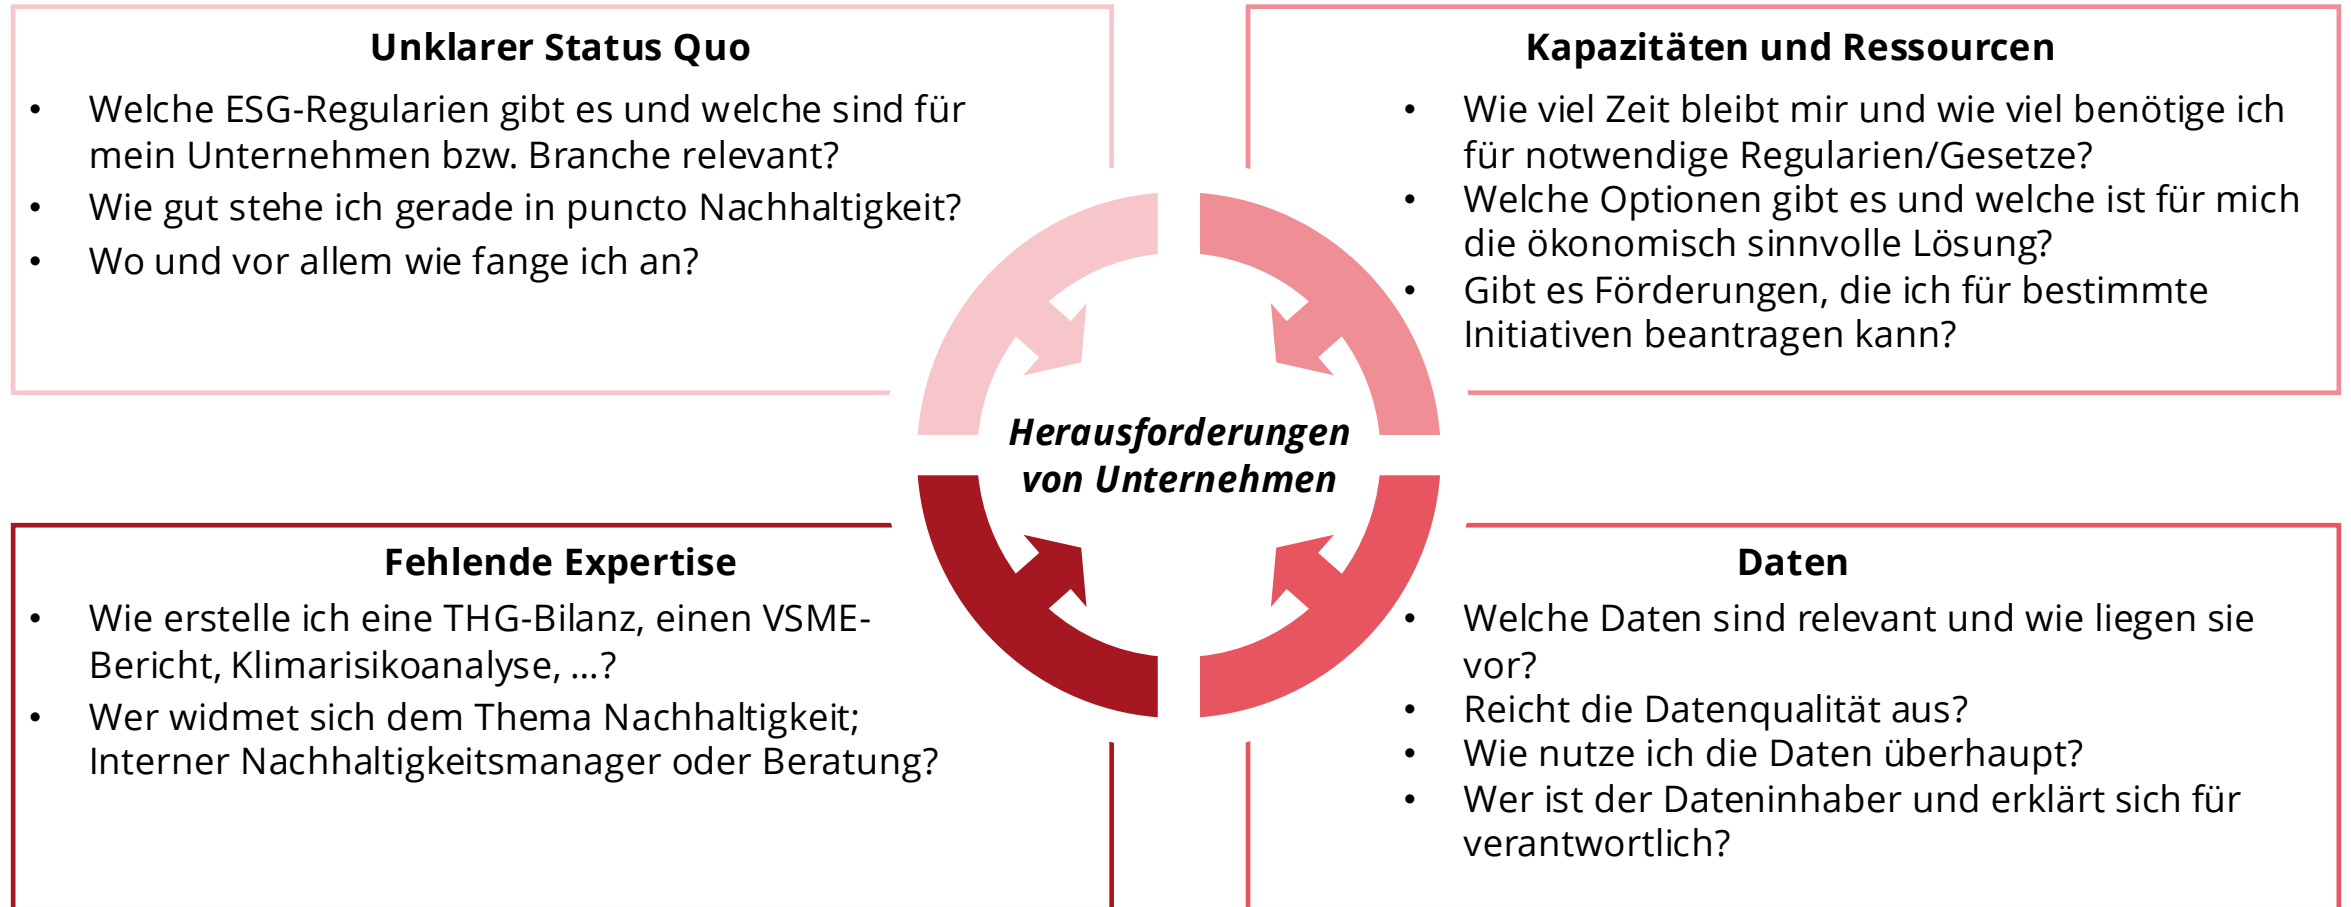 Unklarer Status Quo
• Welche ESG-Regularien gibt es und welche sind für
mein Unternehmen bzw. Branche relevant?
• Wie gut stehe ich gerade in puncto Nachhaltigkeit?
• Wo und vor allem wie fange ich an?
Kapazitäten und Ressourcen
• Wie viel Zeit bleibt mir und wie viel benötige ich
für notwendige Regularien/Gesetze?
• Welche Optionen gibt es und welche ist für mich
die ökonomisch sinnvolle Lösung?
• Gibt es Förderungen, die ich für bestimmte
Initiativen beantragen kann?
Herausforderungen
von Unternehmen
Fehlende Expertise
• Wie erstelle ich eine THG-Bilanz, einen VSME-
Bericht, Klimarisikoanalyse, ...?
• Wer widmet sich dem Thema Nachhaltigkeit;
Interner Nachhaltigkeitsmanager oder Beratung?
Daten
• Welche Daten sind relevant und wie liegen sie
vor?
• Reicht die Datenqualität aus?
• Wie nutze ich die Daten überhaupt?
• Wer ist der Dateninhaber und erklärt sich für
verantwortlich?